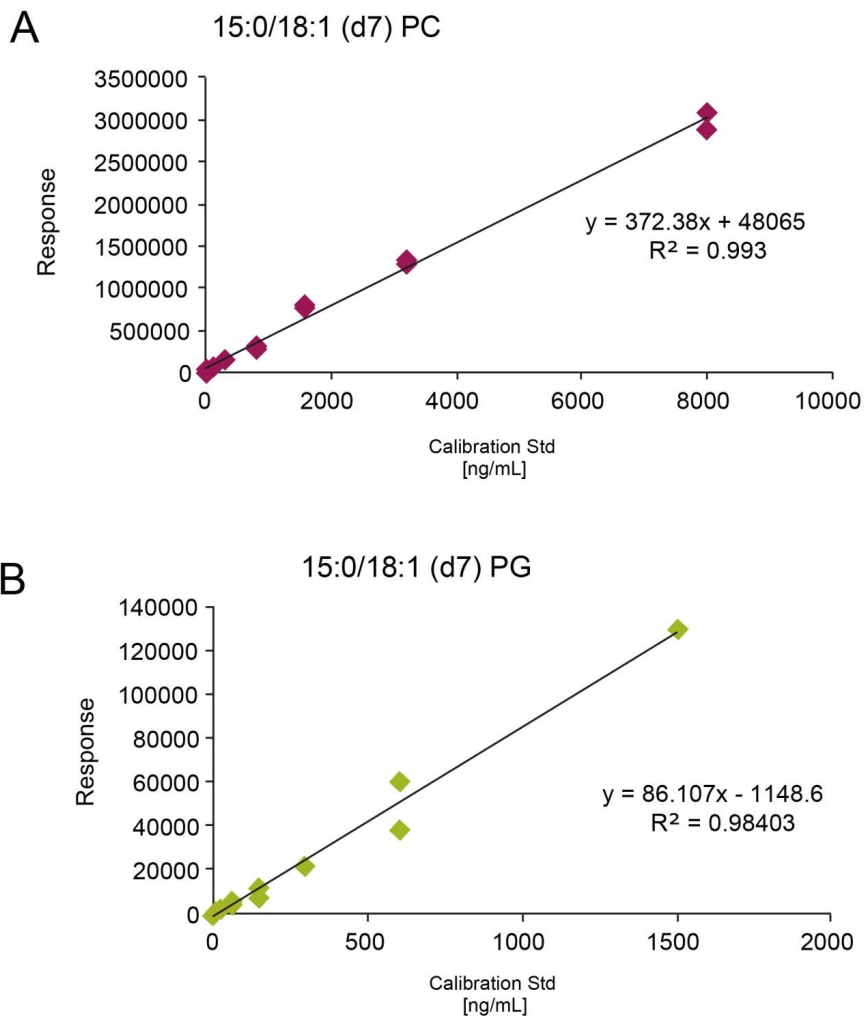 A
15:0/18:1 (d7) PC
3500000
3000000
2500000
2000000
1500000
1000000
500000
0
Response
y = 372.38x + 48065
R² = 0.993
0 2000 4000 6000 8000 10000
Calibration Std
[ng/mL]
B
15:0/18:1 (d7) PG
140000
120000
100000
80000
60000
40000
20000
0
Response
y = 86.107x - 1148.6
R² = 0.98403
0 500 1000 1500 2000
Calibration Std
[ng/mL]